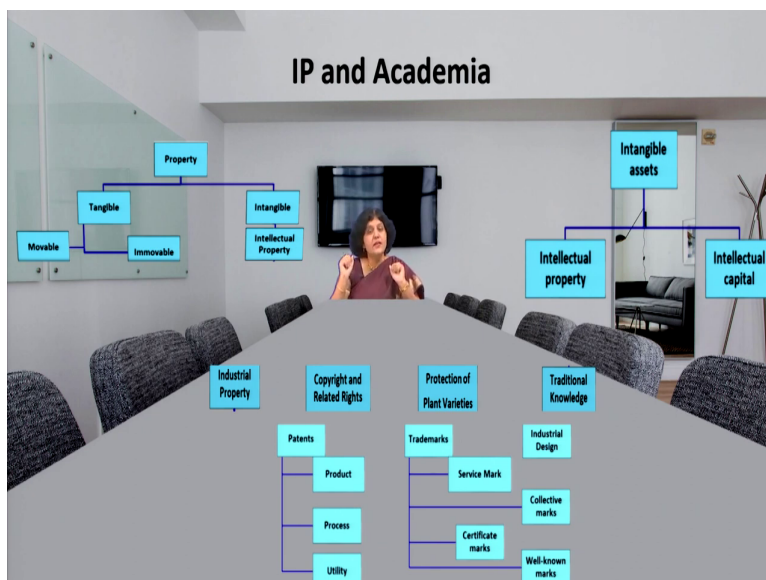 IP and Academia
Property
Tangible
Intangible
Movable
Immovable
Intellectual
Property
Intangible
assets
Intellectual
property
Intellectual
capital
Industrial
Property
Copyright and
Related Rights
Protection of
Plant Varieties
Traditional
Knowledge
Patents
Product
Process
Utility
Trademarks
Service Mark
Collective
marks
Certificate
marks
Well-known
marks
Industrial
Design